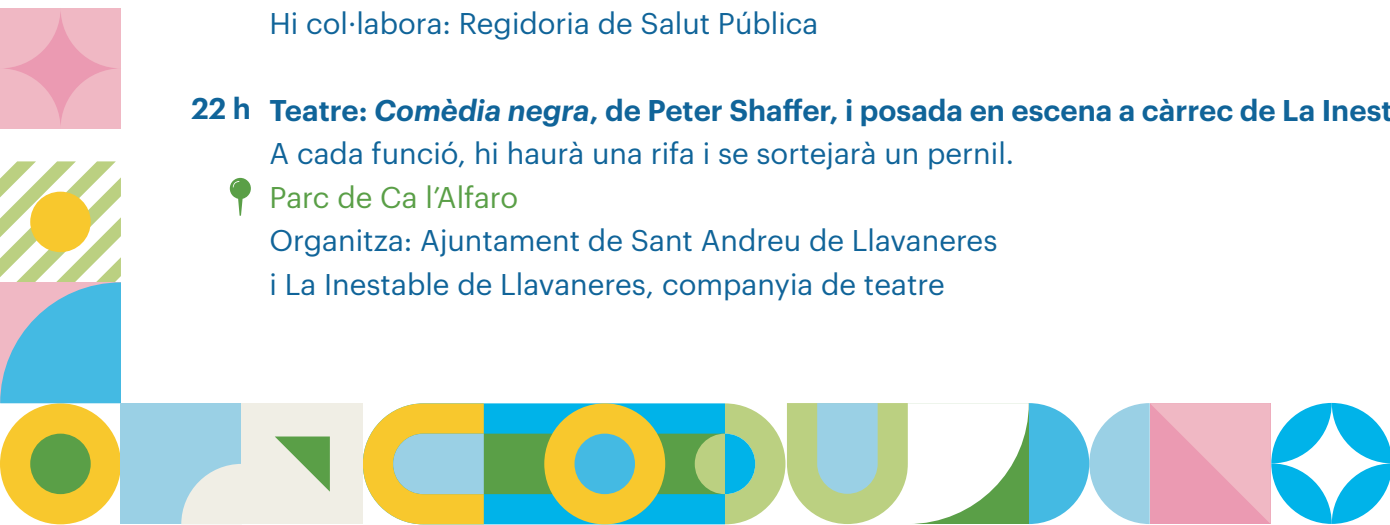 Hi col·labora: Regidoria de Salut Pública
22 h Teatre: Comèdia negra, de Peter Shaffer, i posada en escena a càrrec de La Inest
A cada funció, hi haurà una rifa i se sortejarà un pernil.
Parc de Ca l’Alfaro
Organitza: Ajuntament de Sant Andreu de Llavaneres
i La Inestable de Llavaneres, companyia de teatre